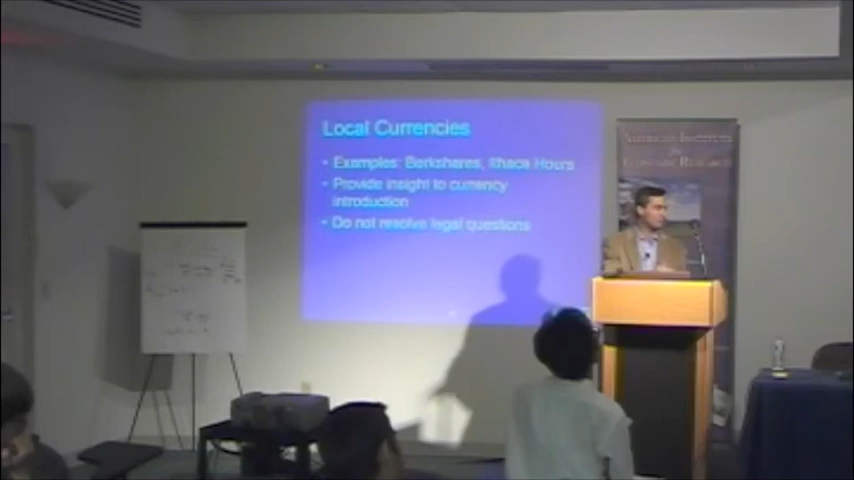 Local Currencies
• Examples: Berkshares, Ithaca Hours
• Provide insight to currency
introduction
• Do not resolve legal questions
American Institute
for
Economic Research